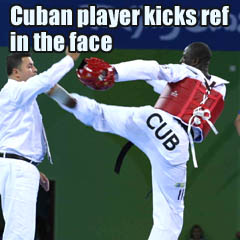 Cuban player kicks ref
in the face
CUB